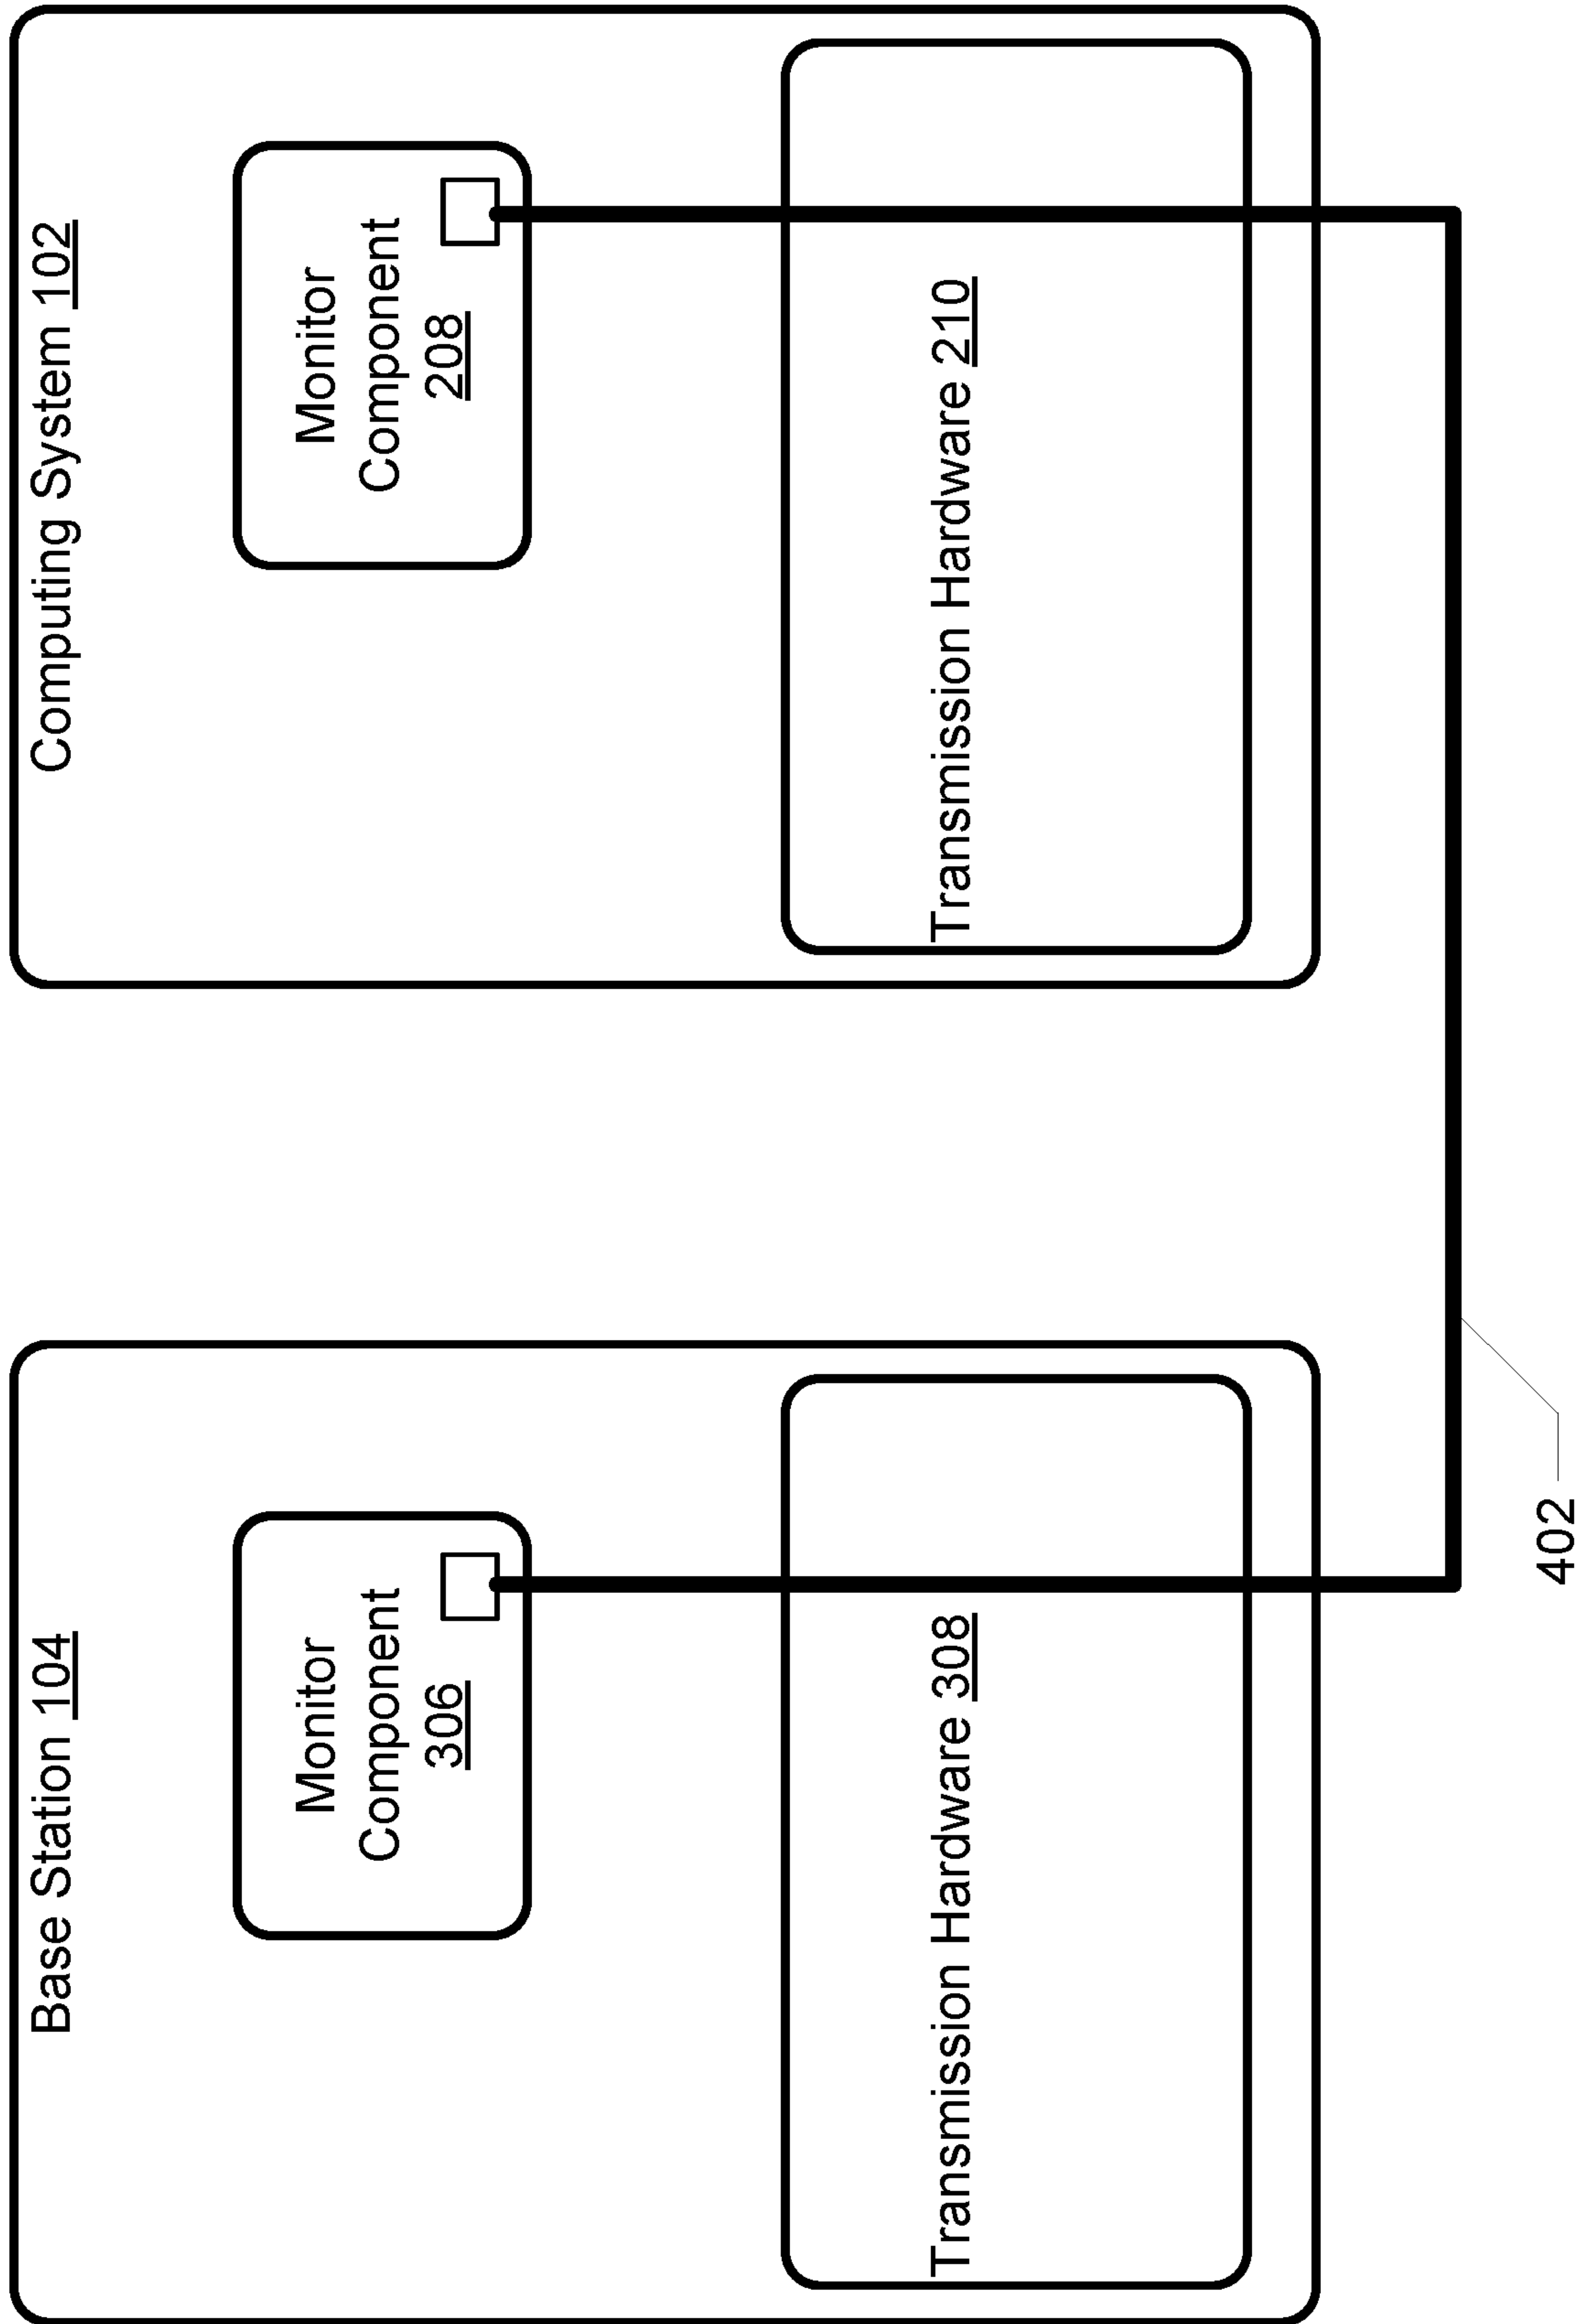 Base Station 104
Monitor
Component
306
Transmission Hardware 308
Computing System 102
Monitor
Component
208
Transmission Hardware 210
402